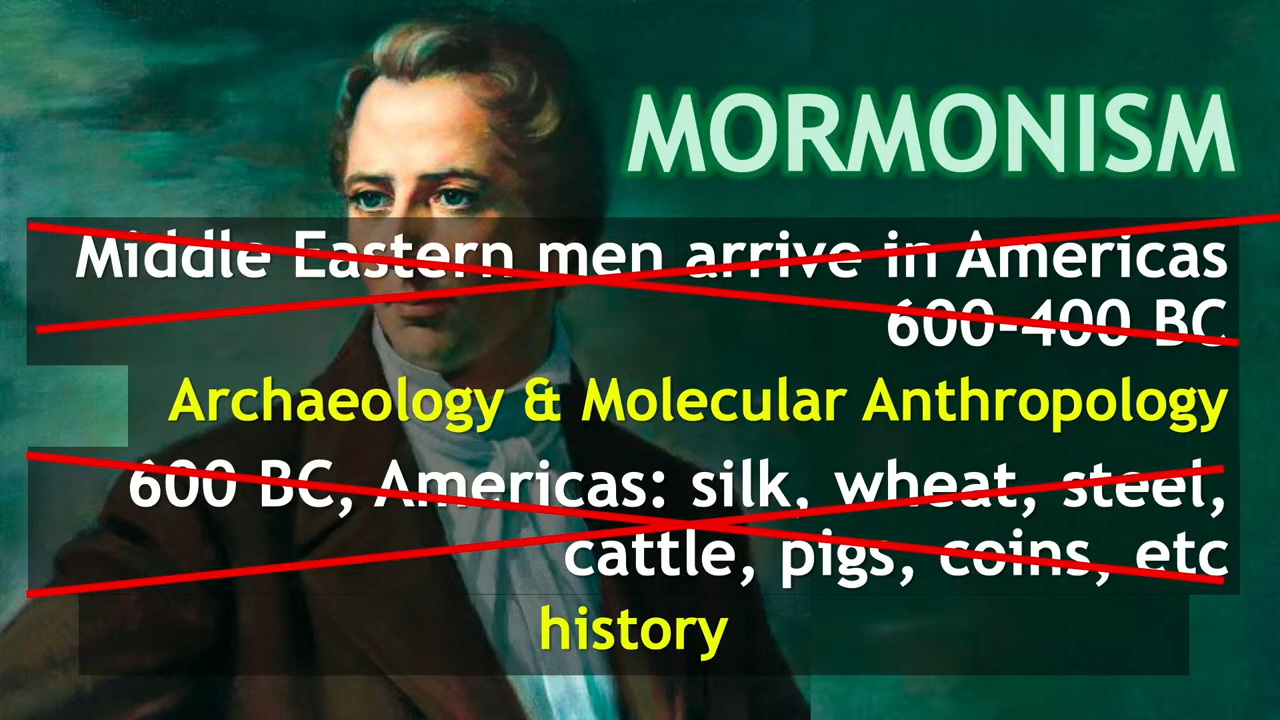 MORMONISM
Middle Eastern men arrive in Americas
600-400 BC
Archaeology & Molecular Anthropology
600 BC, Americas: silk, wheat, steel,
cattle, pigs, coins, etc
history